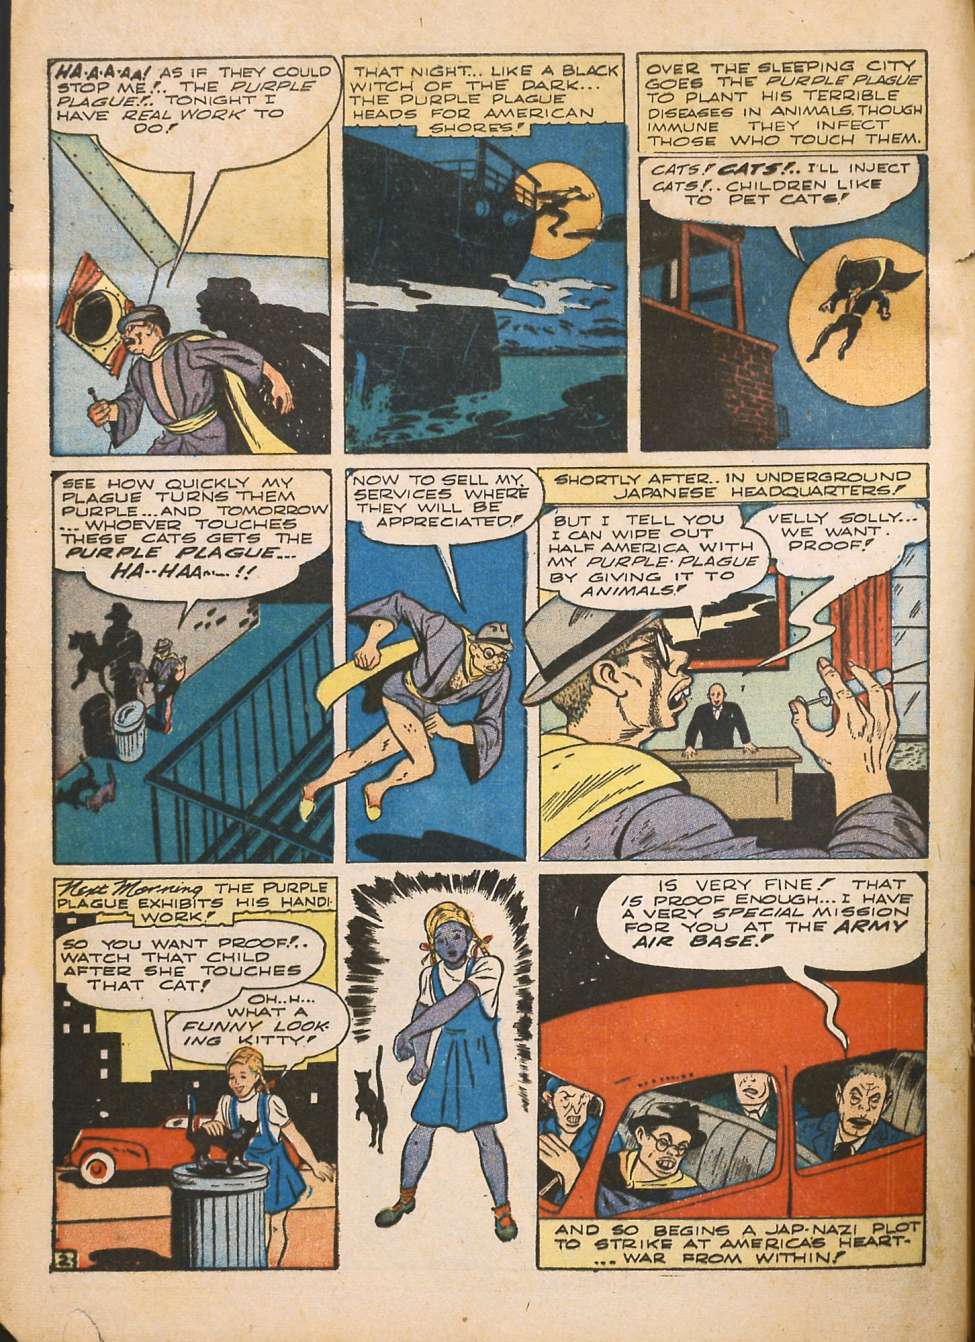 HA-A-A-AA! AS IF THEY COULD
STOP ME!.. THE PURPLE
PLAGUE!.. TONIGHT I
HAVE REAL WORK TO
DO!
THAT NIGHT... LIKE A BLACK
WITCH OF THE DARK...
THE PURPLE PLAGUE
HEADS FOR AMERICAN
SHORES!
OVER THE SLEEPING CITY
GOES THE PURPLE PLAGUE
TO PLANT HIS TERRIBLE
DISEASES IN ANIMALS. THOUGH
IMMUNE THEY INFECT
THOSE WHO TOUCH THEM.
CATS! CATS!.. I'LL INJECT
CATS!.. CHILDREN LIKE
TO PET CATS!
SEE HOW QUICKLY MY
PLAGUE TURNS THEM
PURPLE...AND TOMORROW
...WHOEVER TOUCHES
THESE CATS GETS THE
PURPLE PLAGUE...
HA--HAA~...!!
NOW TO SELL MY
SERVICES WHERE
THEY WILL BE
APPRECIATED!
SHORTLY AFTER.. IN UNDERGROUND
JAPANESE HEADQUARTERS!
BUT I TELL YOU
I CAN WIPE OUT
HALF AMERICA WITH
MY PURPLE-PLAGUE
BY GIVING IT TO
ANIMALS!
VELLY SOLLY...
WE WANT
PROOF!
Next Morning THE PURPLE
PLAGUE EXHIBITS HIS HANDI-
WORK!
SO YOU WANT PROOF!..
WATCH THAT CHILD
AFTER SHE TOUCHES
THAT CAT!
OH..H...
WHAT A
FUNNY LOOK-
ING KITTY!
IS VERY FINE! THAT
IS PROOF ENOUGH...I HAVE
A VERY SPECIAL MISSION
FOR YOU AT THE ARMY
AIR BASE!
AND SO BEGINS A JAP-NAZI PLOT
TO STRIKE AT AMERICA'S HEART-
...WAR FROM WITHIN!
2